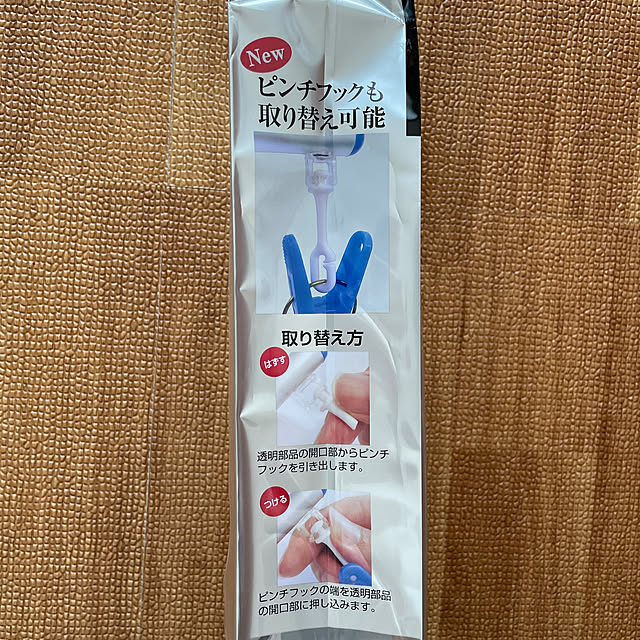 New
ピンチフックも
取り替え可能
取り替え方
はずす
透明部品の開口部からピンチ
フックを引き出します。
つける
ピンチフックの端を透明部品
の開口部に押し込みます。